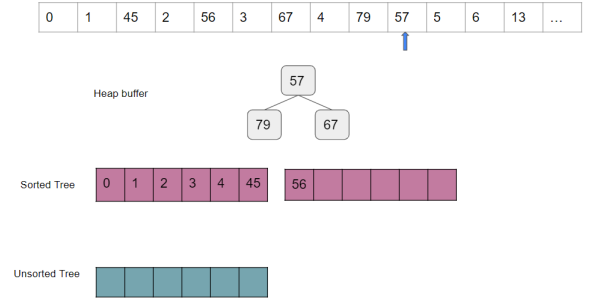 0 1 45 2 56 3 67 4 79 57 5 6 13 ...
57
Heap buffer
79 67
Sorted Tree 0 1 2 3 4 45 56
Unsorted Tree